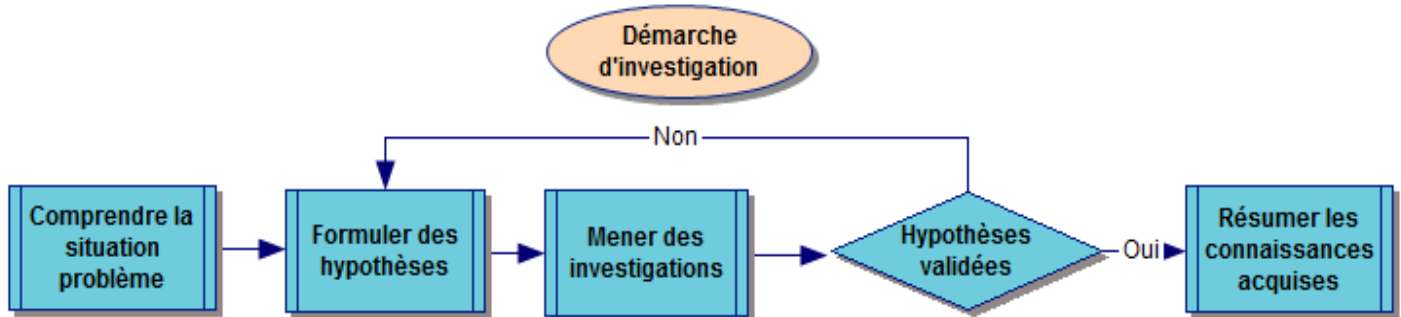 Démarche
d'investigation
Non
Comprendre la
situation
problème
Formuler des
hypothèses
Mener des
investigations
Hypothèses
validées
Oui
Résumer les
connaissances
acquises